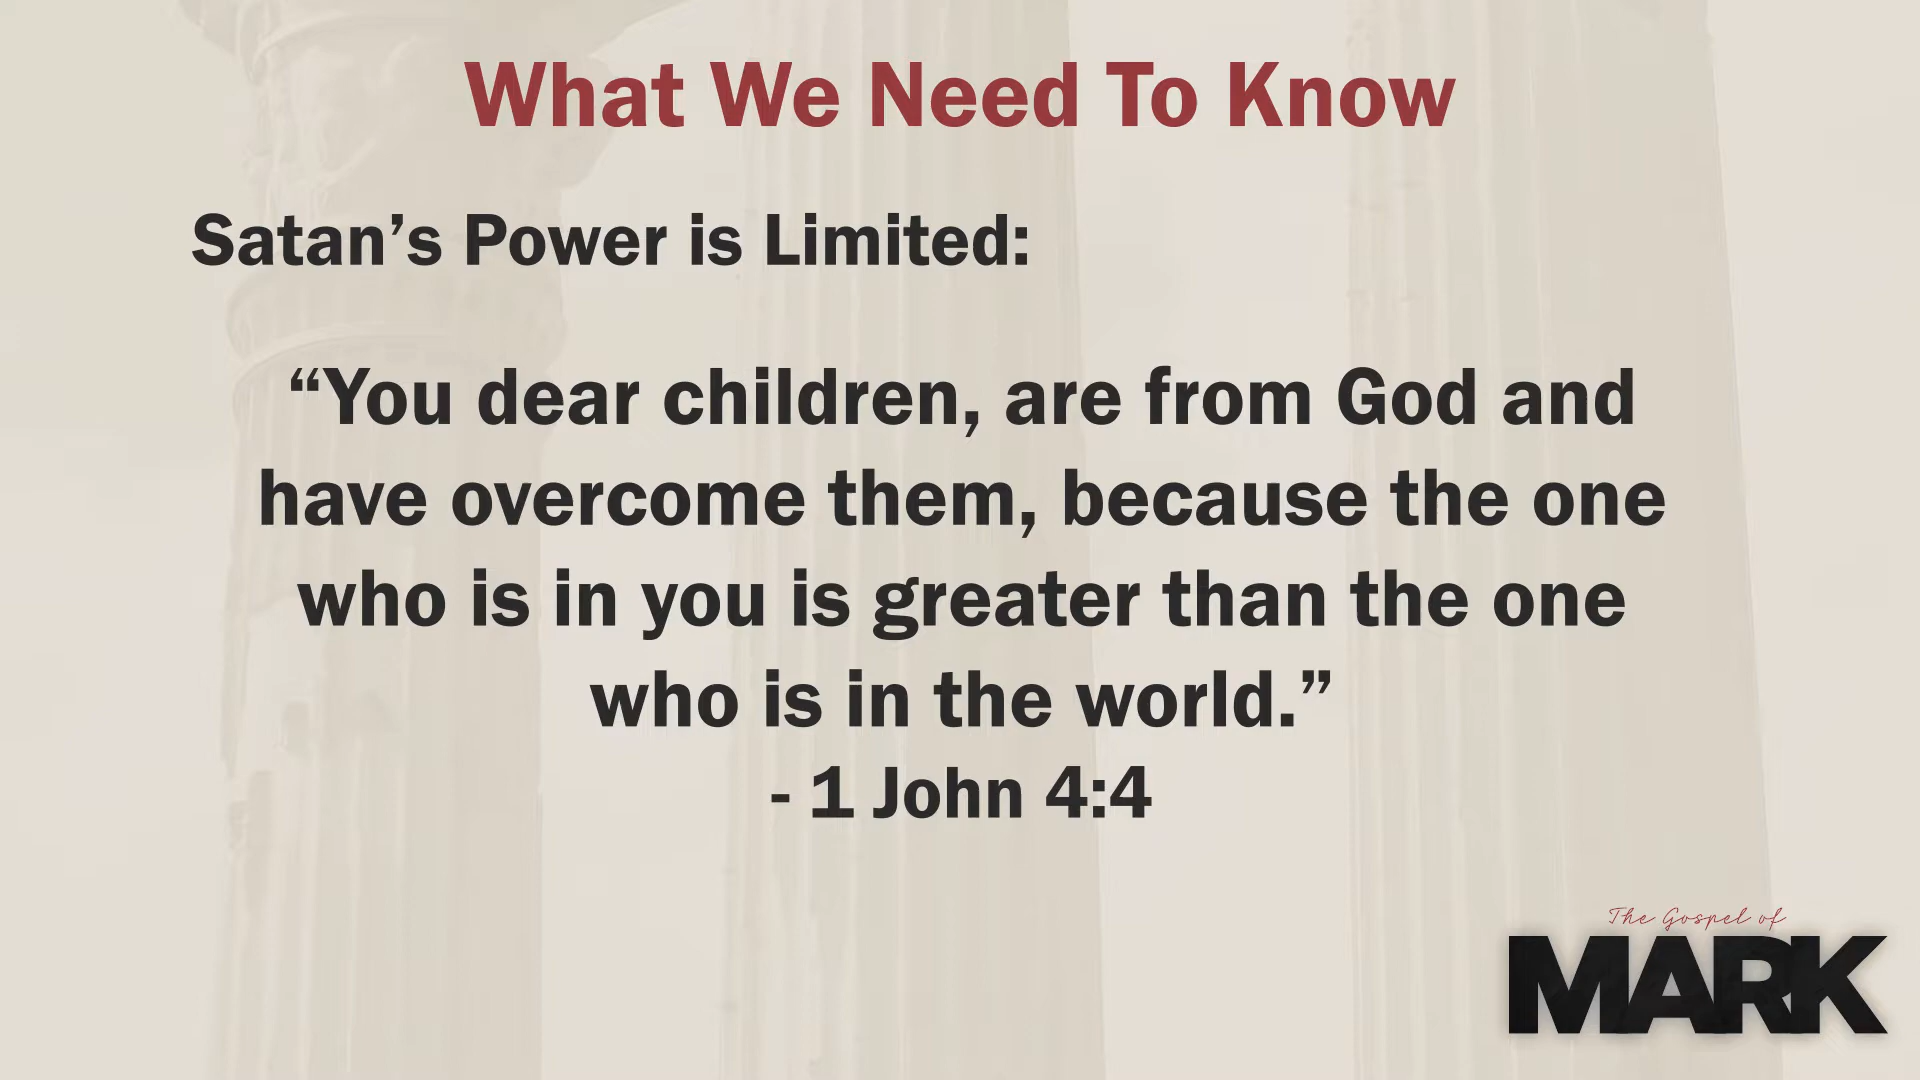 What We Need To Know
Satan’s Power is Limited:
“You dear children, are from God and
have overcome them, because the one
who is in you is greater than the one
who is in the world.”
- 1 John 4:4
The Gospel of
MARK